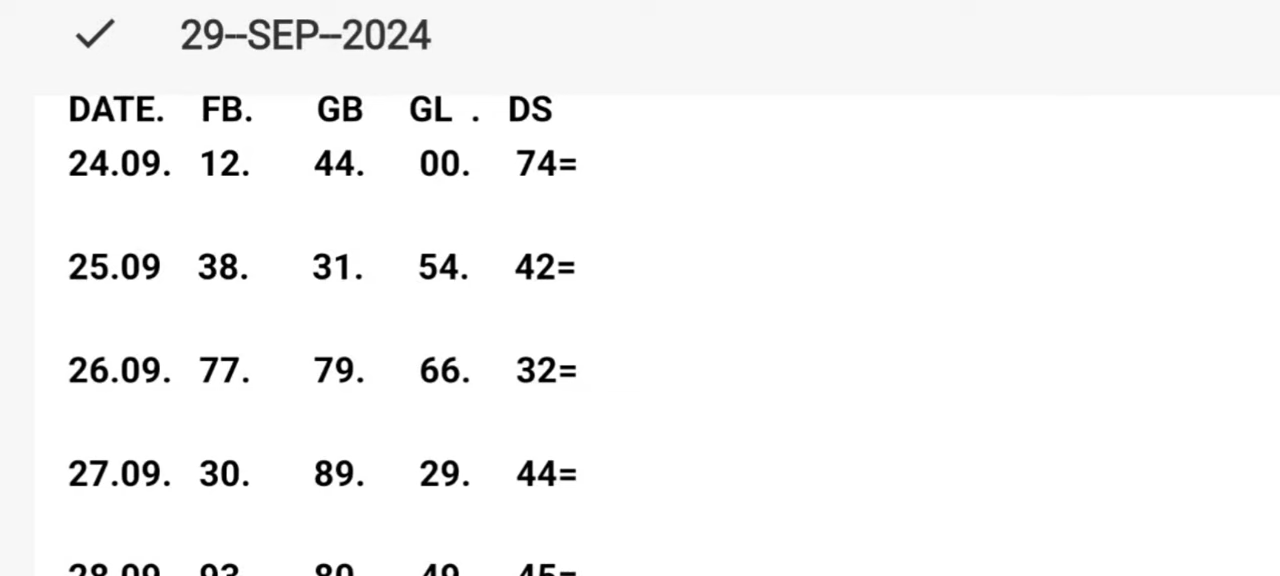 29--SEP--2024
DATE. FB. GB GL . DS
24.09. 12. 44. 00. 74=
25.09 38. 31. 54. 42=
26.09. 77. 79. 66. 32=
27.09. 30. 89. 29. 44=
28.09 93 80 49 45=